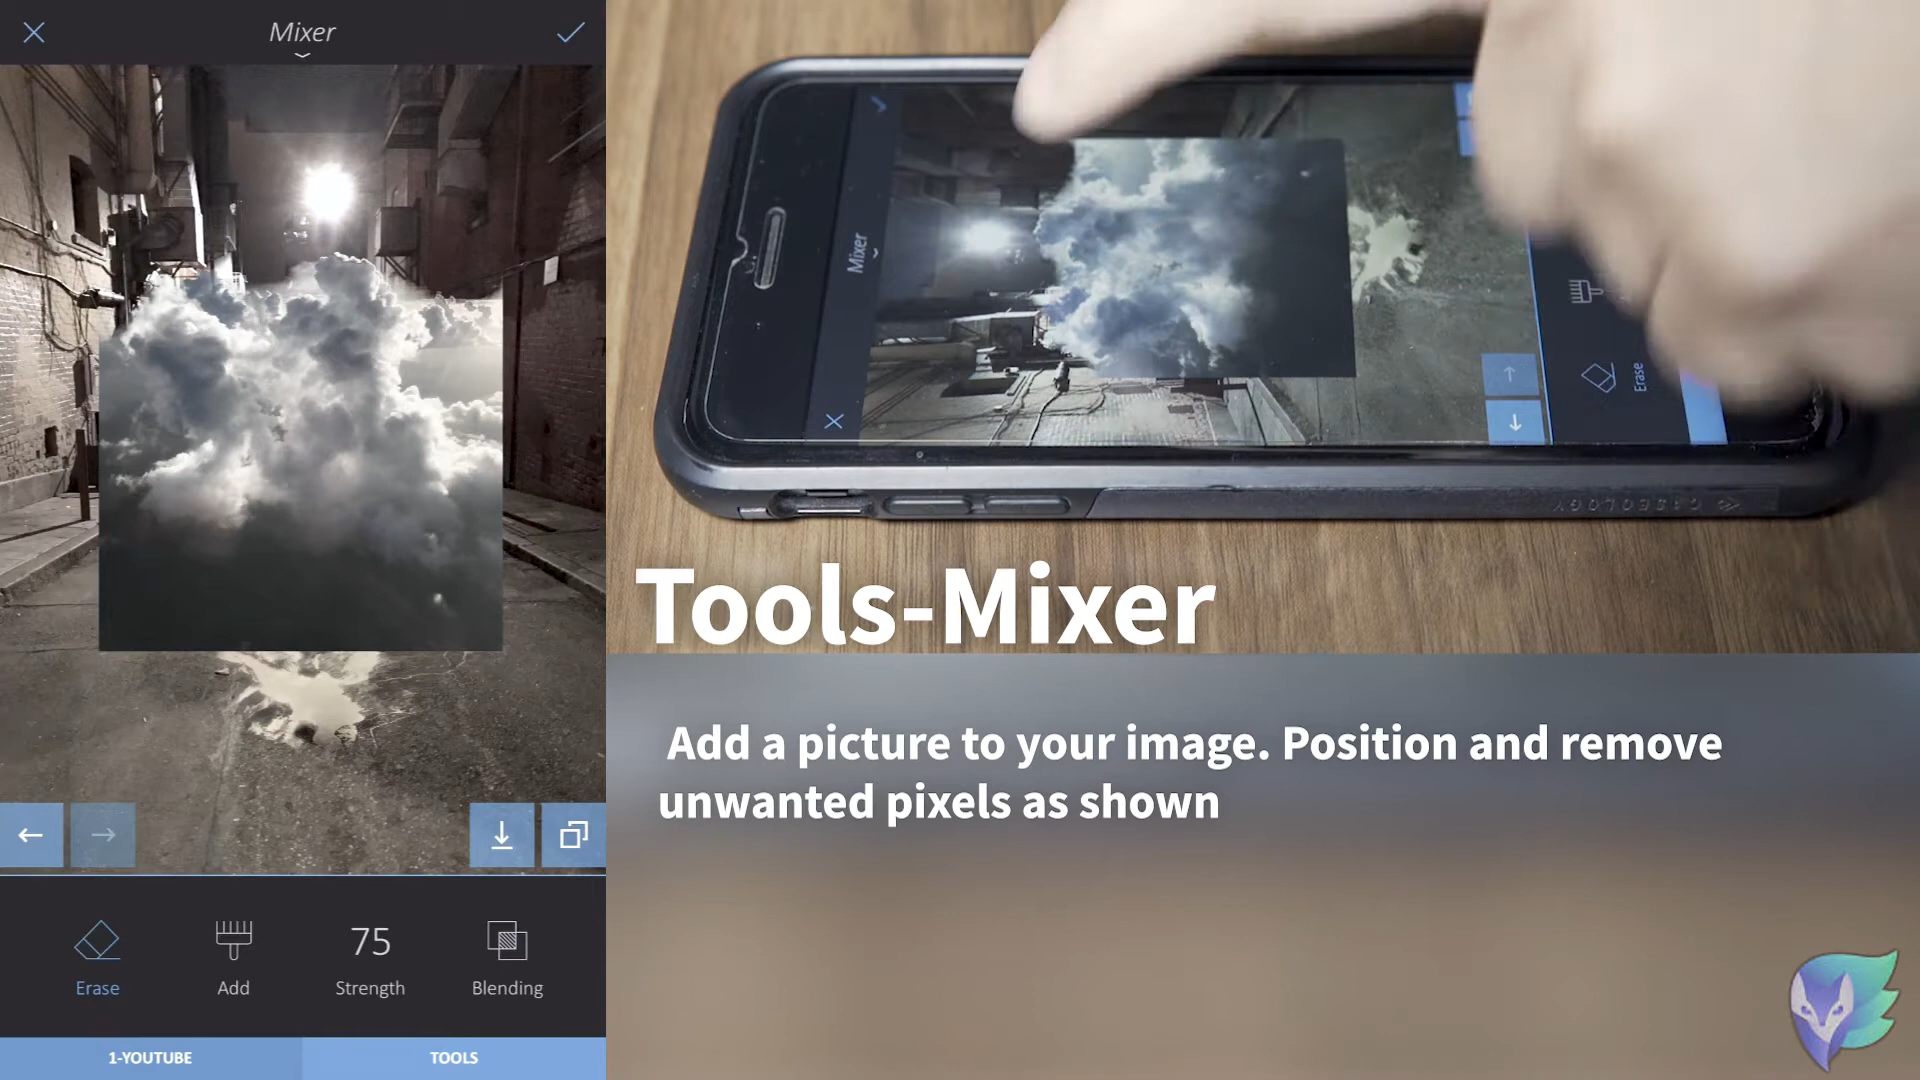 Mixer
75
Erase
Add
Strength
Blending
1-YOUTUBE
TOOLS
Mixer
Erase
CASEOLOGY
Tools-Mixer
Add a picture to your image. Position and remove
unwanted pixels as shown